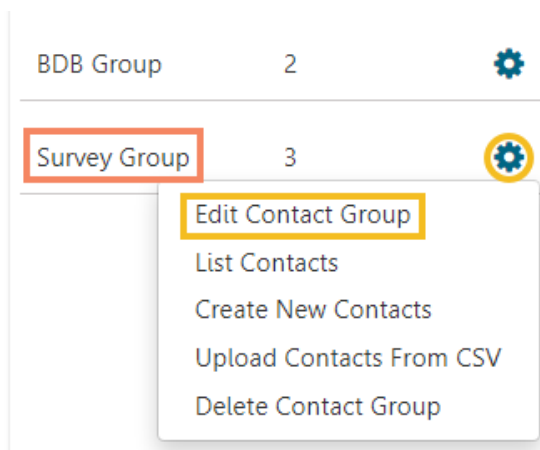 BDB Group 2
Survey Group 3
Edit Contact Group
List Contacts
Create New Contacts
Upload Contacts From CSV
Delete Contact Group